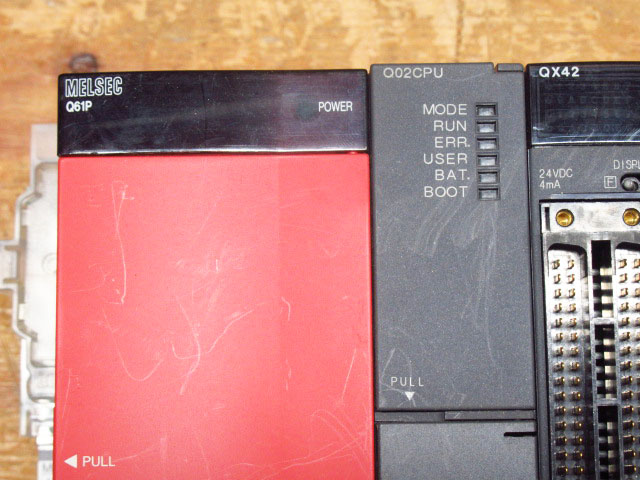 MELSEC
Q61P
POWER
PULL
Q02CPU
MODE
RUN
ERR.
USER
BAT.
BOOT
PULL
QX42
24VDC
4mA
F